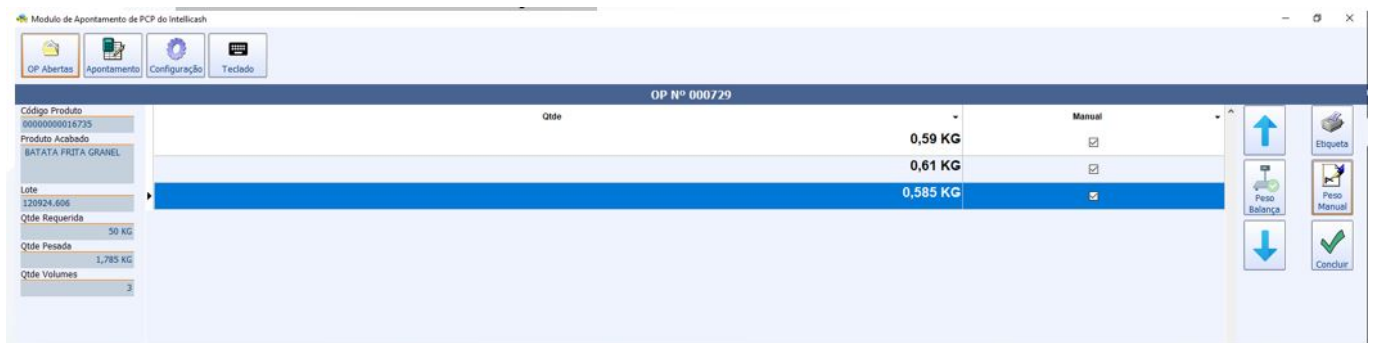 Modulo de Apontamento de PCP do Intellicash
OP Abertas
Apontamento
Configuração
Teclado
OP Nº 000729
Código Produto
00000000016735
Produto Acabado
BATATA FRITA GRANEL
Lote
120924.606
Qtde Requerida
50 KG
Qtde Pesada
1,785 KG
Qtde Volumes
3
Qtde
Manual
0,59 KG
0,61 KG
0,585 KG
Etiqueta
Peso
Balança
Peso
Manual
Concluir